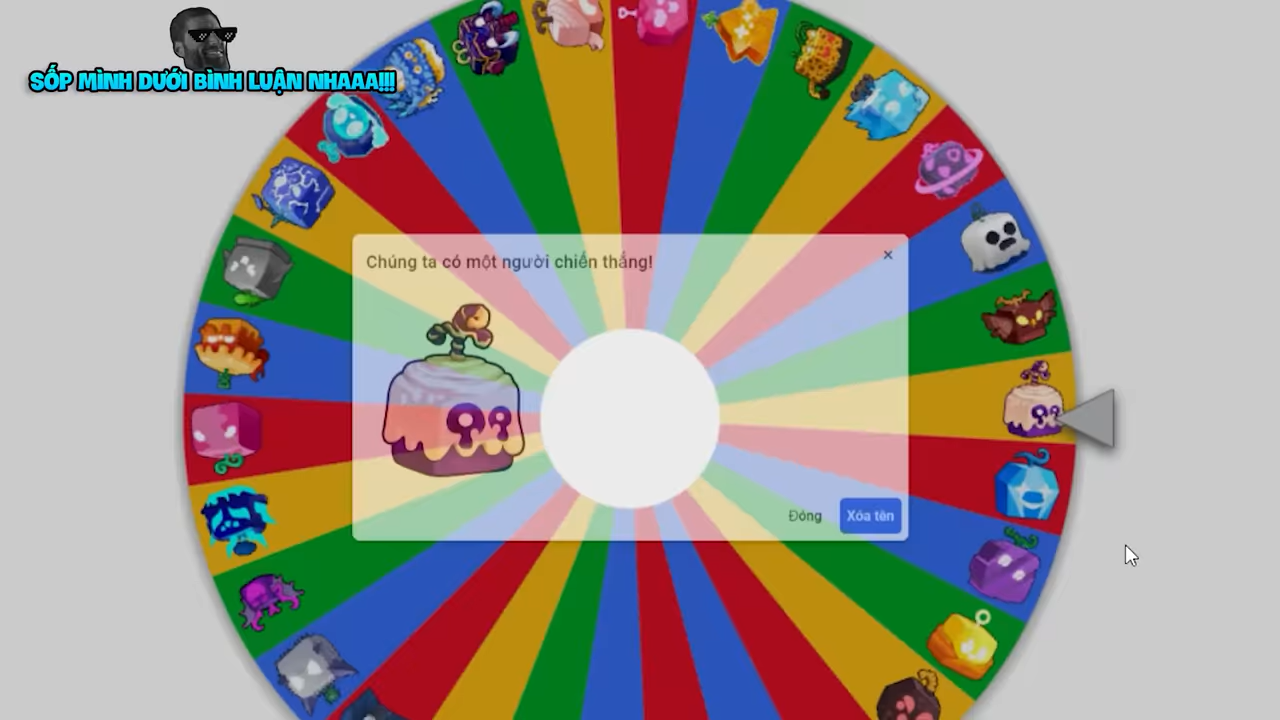 SỐP MÌNH DƯỚI BÌNH LUẬN NHAAA!!!
Chúng ta có một người chiến thắng!
×
Đóng
Xóa tên